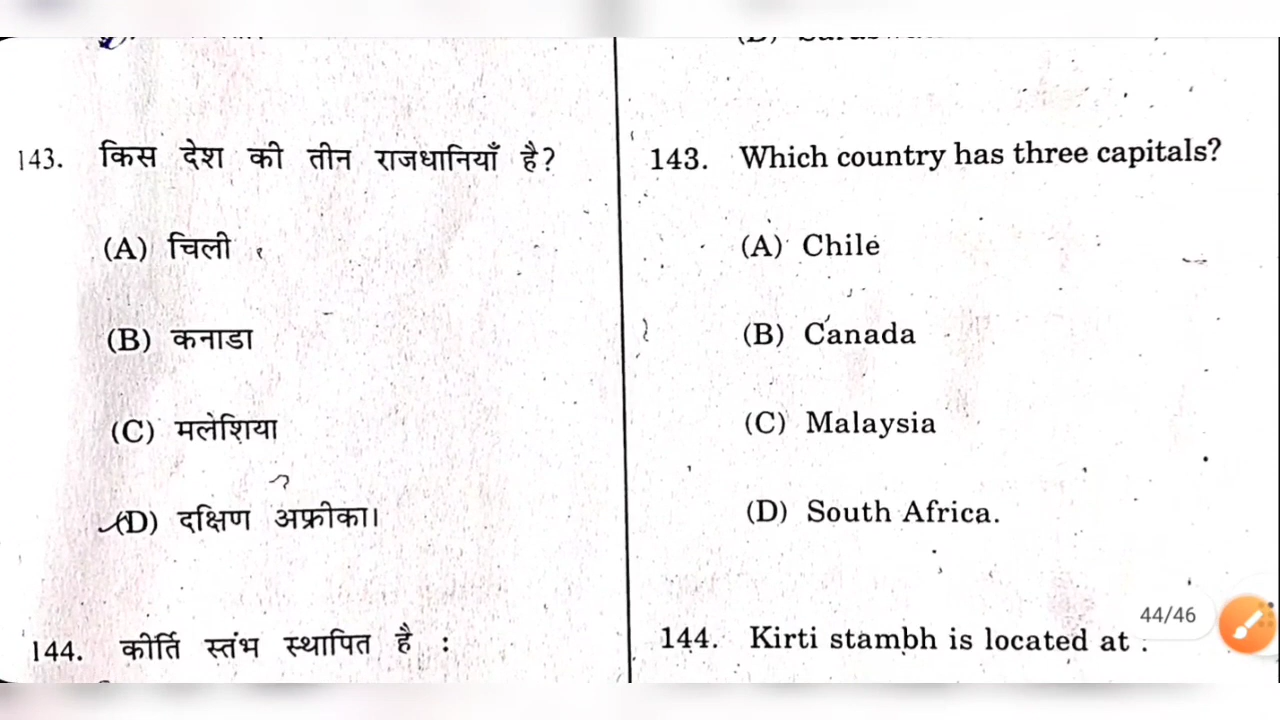 143. किस देश की तीन राजधानियाँ है?
(A) चिली
(B) कनाडा
(C) मलेशिया
(D) दक्षिण अफ्रीका।
144. कीर्ति स्तंभ स्थापित है :
143. Which country has three capitals?
(A) Chile
(B) Canada
(C) Malaysia
(D) South Africa.
144. Kirti stambh is located at :
44/46